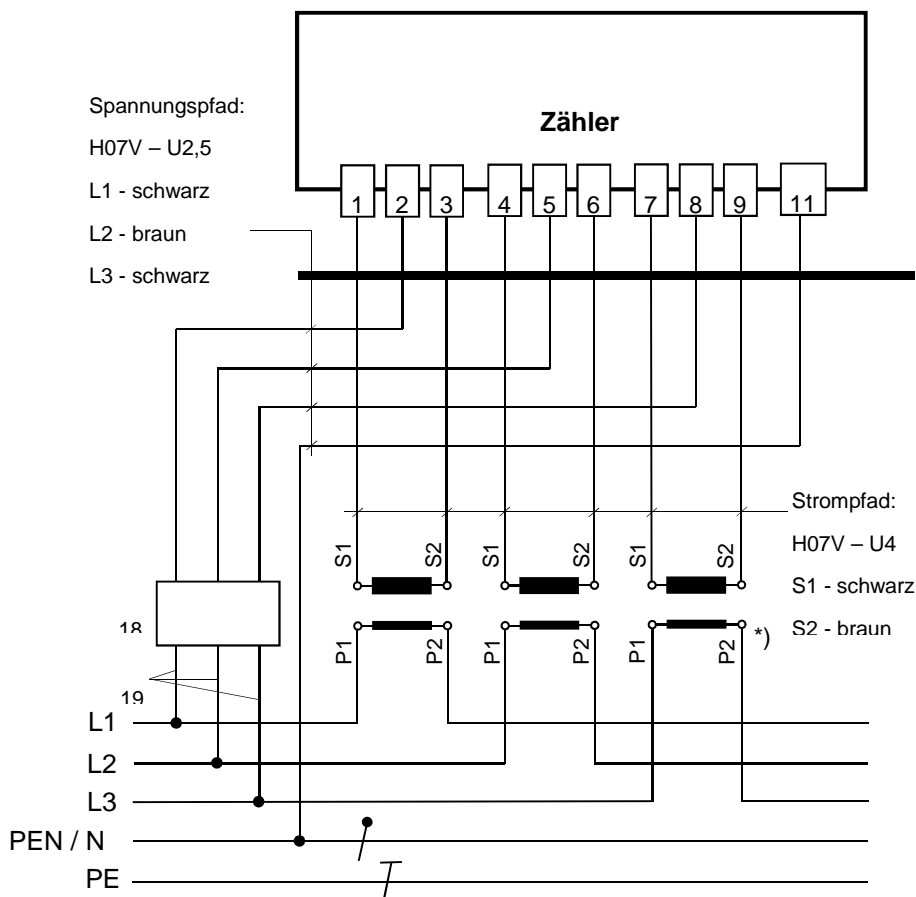 Zähler
Spannungspfad:
H07V – U2,5
L1 - schwarz
L2 - braun
L3 - schwarz
1 2 3 4 5 6 7 8 9 11
Strompfad:
H07V – U4
S1 - schwarz
S2 - braun
S1 S2 S1 S2 S1 S2
P1 P2 P1 P2 P1 P2 *)
18
19
L1
L2
L3
PEN / N
PE